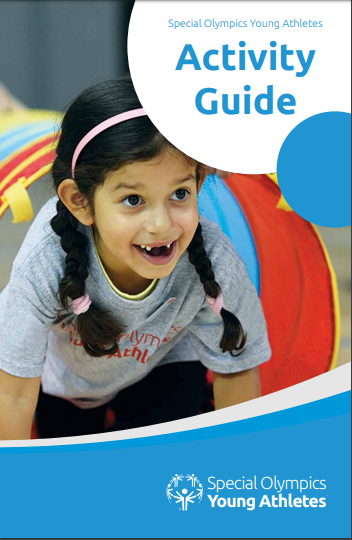 Special Olympics Young Athletes
Activity
Guide
Special Olympics
Young Athletes